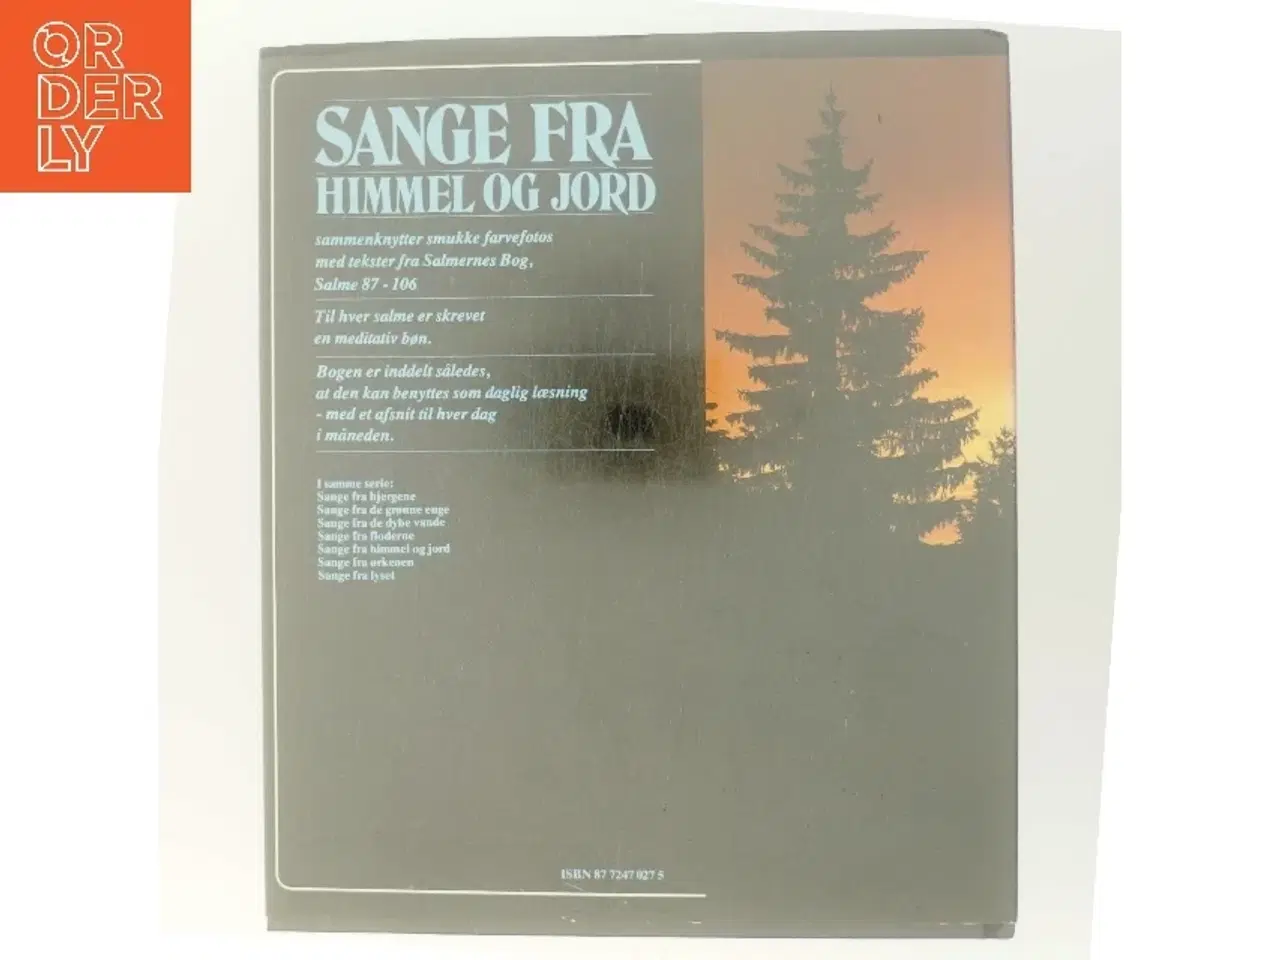 ORDERLY
SANGE FRA
HIMMEL OG JORD
sammenknytter smukke farvefotos
med tekster fra Salmernes Bog,
Salme 87 - 106
Til hver salme er skrevet
en meditativ bøn.
Bogen er inddelt således,
at den kan benyttes som daglig læsning
- med et afsnit til hver dag
i måneden.
I samme serie:
Sange fra bjergene
Sange fra de grønne enge
Sange fra de dybe vande
Sange fra floderne
Sange fra himmel og jord
Sange fra ørkenen
Sange fra lyset
ISBN 87 7247 027 5